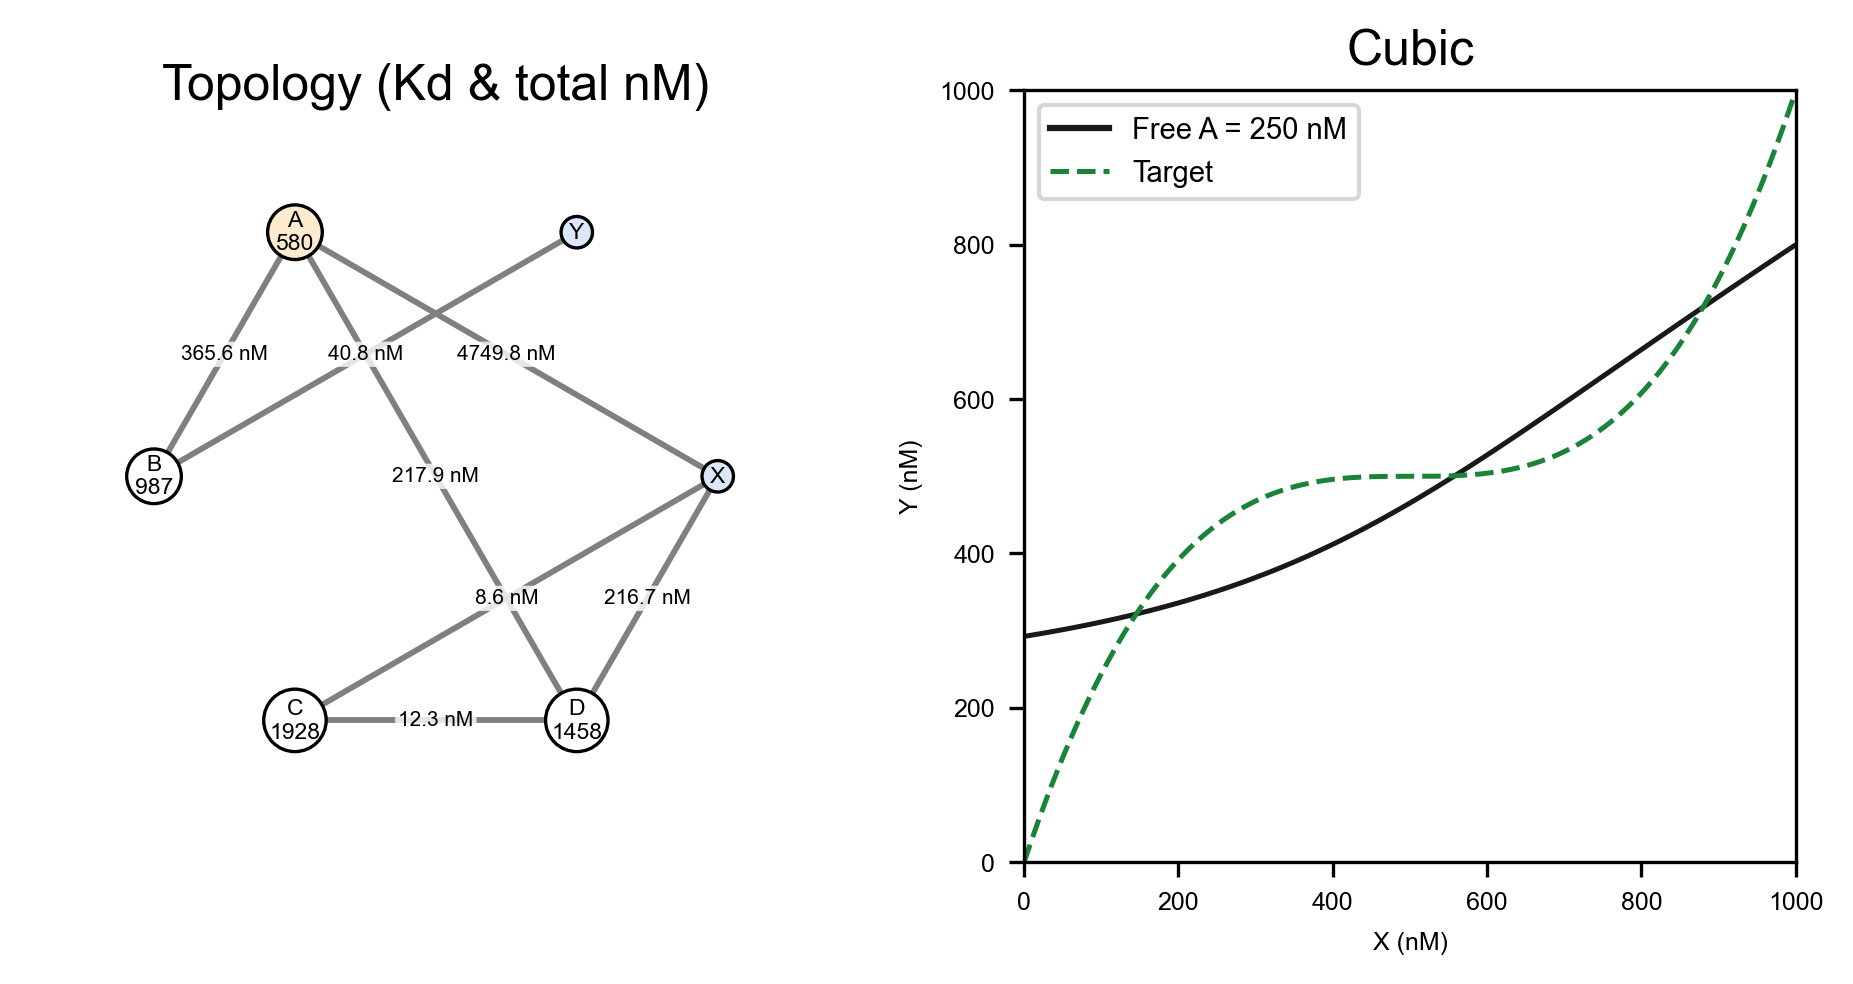 Topology (Kd & total nM)
A
580
Y
365.6 nM
40.8 nM
4749.8 nM
B
987
217.9 nM
X
8.6 nM
216.7 nM
C
1928
12.3 nM
D
1458
Cubic
Free A = 250 nM
Target
1000
800
600
400
200
0
Y (nM)
0
200
400
600
800
1000
X (nM)